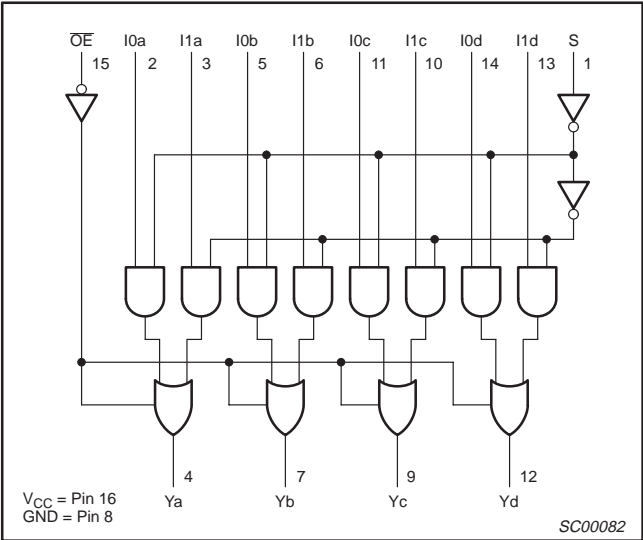 OE I0a I1a I0b I1b I0c I1c I0d I1d S
15 2 3 5 6 11 10 14 13 1
4 7 9 12
Ya Yb Yc Yd
VCC = Pin 16
GND = Pin 8
SC00082